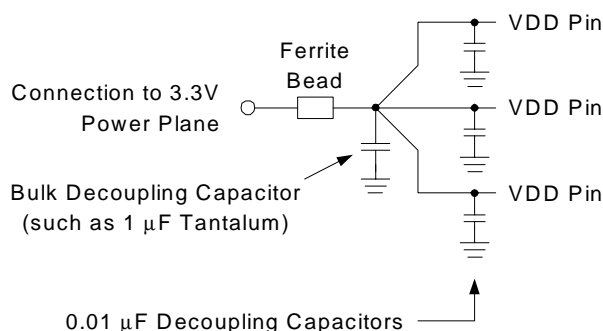 VDD Pin
Ferrite
Bead
Connection to 3.3V
Power Plane
VDD Pin
Bulk Decoupling Capacitor
(such as 1 μF Tantalum)
VDD Pin
0.01 μF Decoupling Capacitors